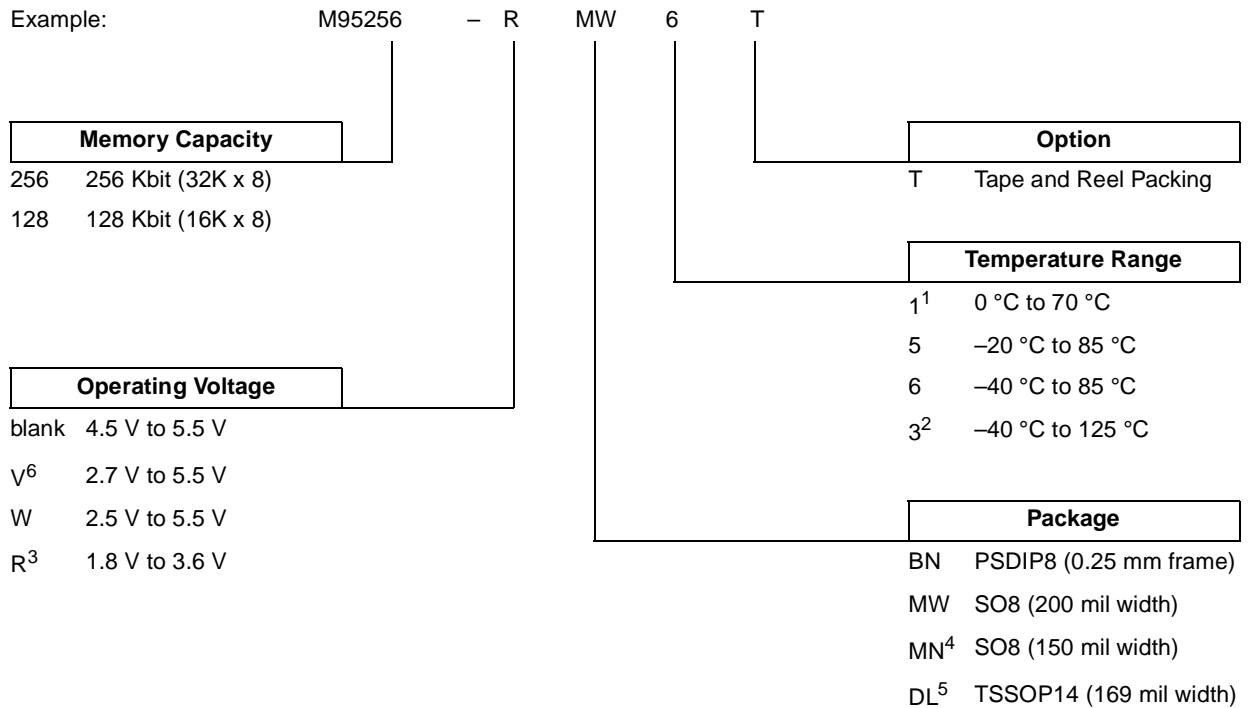 Example: M95256 – R MW 6 T
Memory Capacity
256 256 Kbit (32K x 8)
128 128 Kbit (16K x 8)
Operating Voltage
blank 4.5 V to 5.5 V
V6 2.7 V to 5.5 V
W 2.5 V to 5.5 V
R3 1.8 V to 3.6 V
Option
T Tape and Reel Packing
Temperature Range
11 0 °C to 70 °C
5 –20 °C to 85 °C
6 –40 °C to 85 °C
32 –40 °C to 125 °C
Package
BN PSDIP8 (0.25 mm frame)
MW SO8 (200 mil width)
MN4 SO8 (150 mil width)
DL5 TSSOP14 (169 mil width)